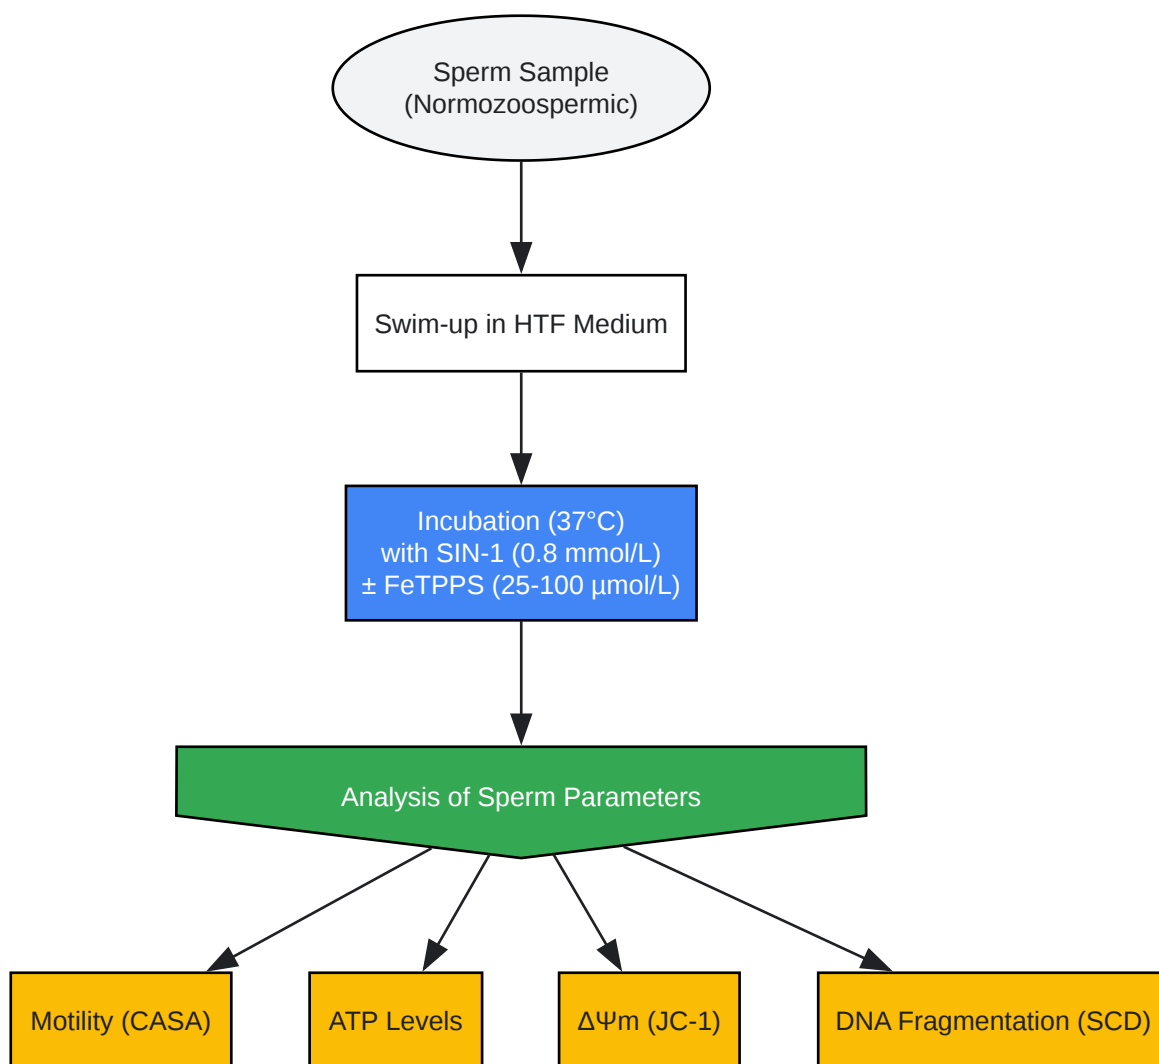 Sperm Sample
(Normozoospermic)
Swim-up in HTF Medium
Incubation (37°C)
with SIN-1 (0.8 mmol/L)
± FeTPPS (25-100 µmol/L)
Analysis of Sperm Parameters
Motility (CASA)
ATP Levels
ΔΨm (JC-1)
DNA Fragmentation (SCD)